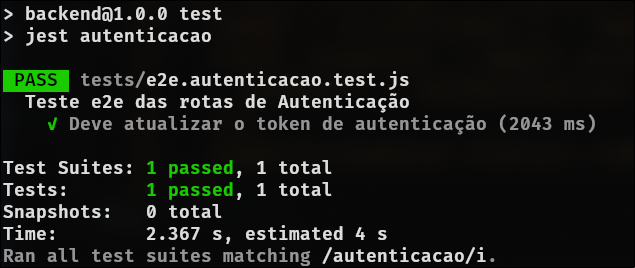 > backend@1.0.0 test
> jest autenticacao
PASS tests/e2e.autenticacao.test.js
Teste e2e das rotas de Autenticação
√ Deve atualizar o token de autenticação (2043 ms)
Test Suites: 1 passed, 1 total
Tests: 1 passed, 1 total
Snapshots: 0 total
Time: 2.367 s, estimated 4 s
Ran all test suites matching /autenticacao/i.